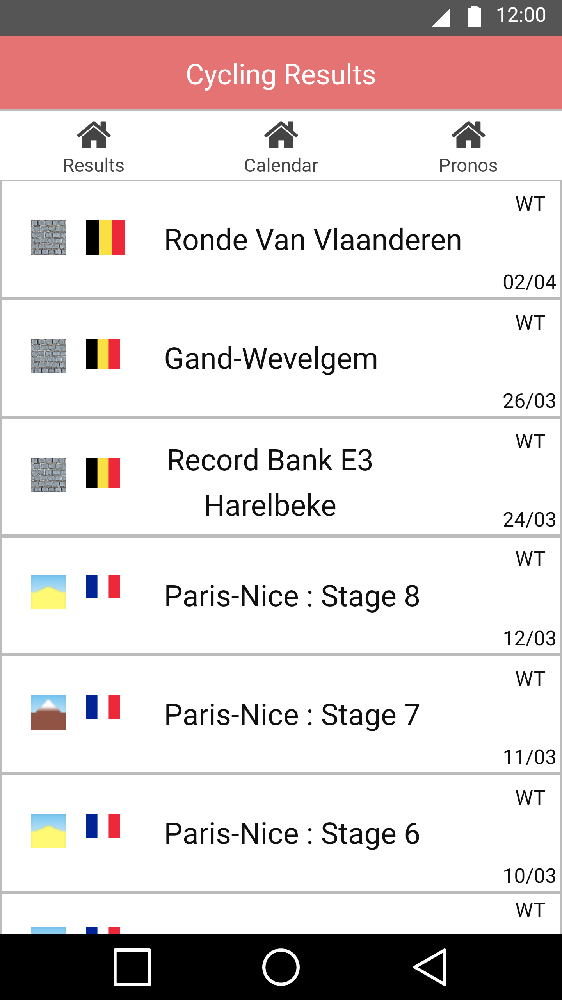 12:00
Cycling Results
Results
Calendar
Pronos
WT
Ronde Van Vlaanderen
02/04
WT
Gand-Wevelgem
26/03
WT
Record Bank E3
Harelbeke
24/03
WT
Paris-Nice : Stage 8
12/03
WT
Paris-Nice : Stage 7
11/03
WT
Paris-Nice : Stage 6
10/03
WT